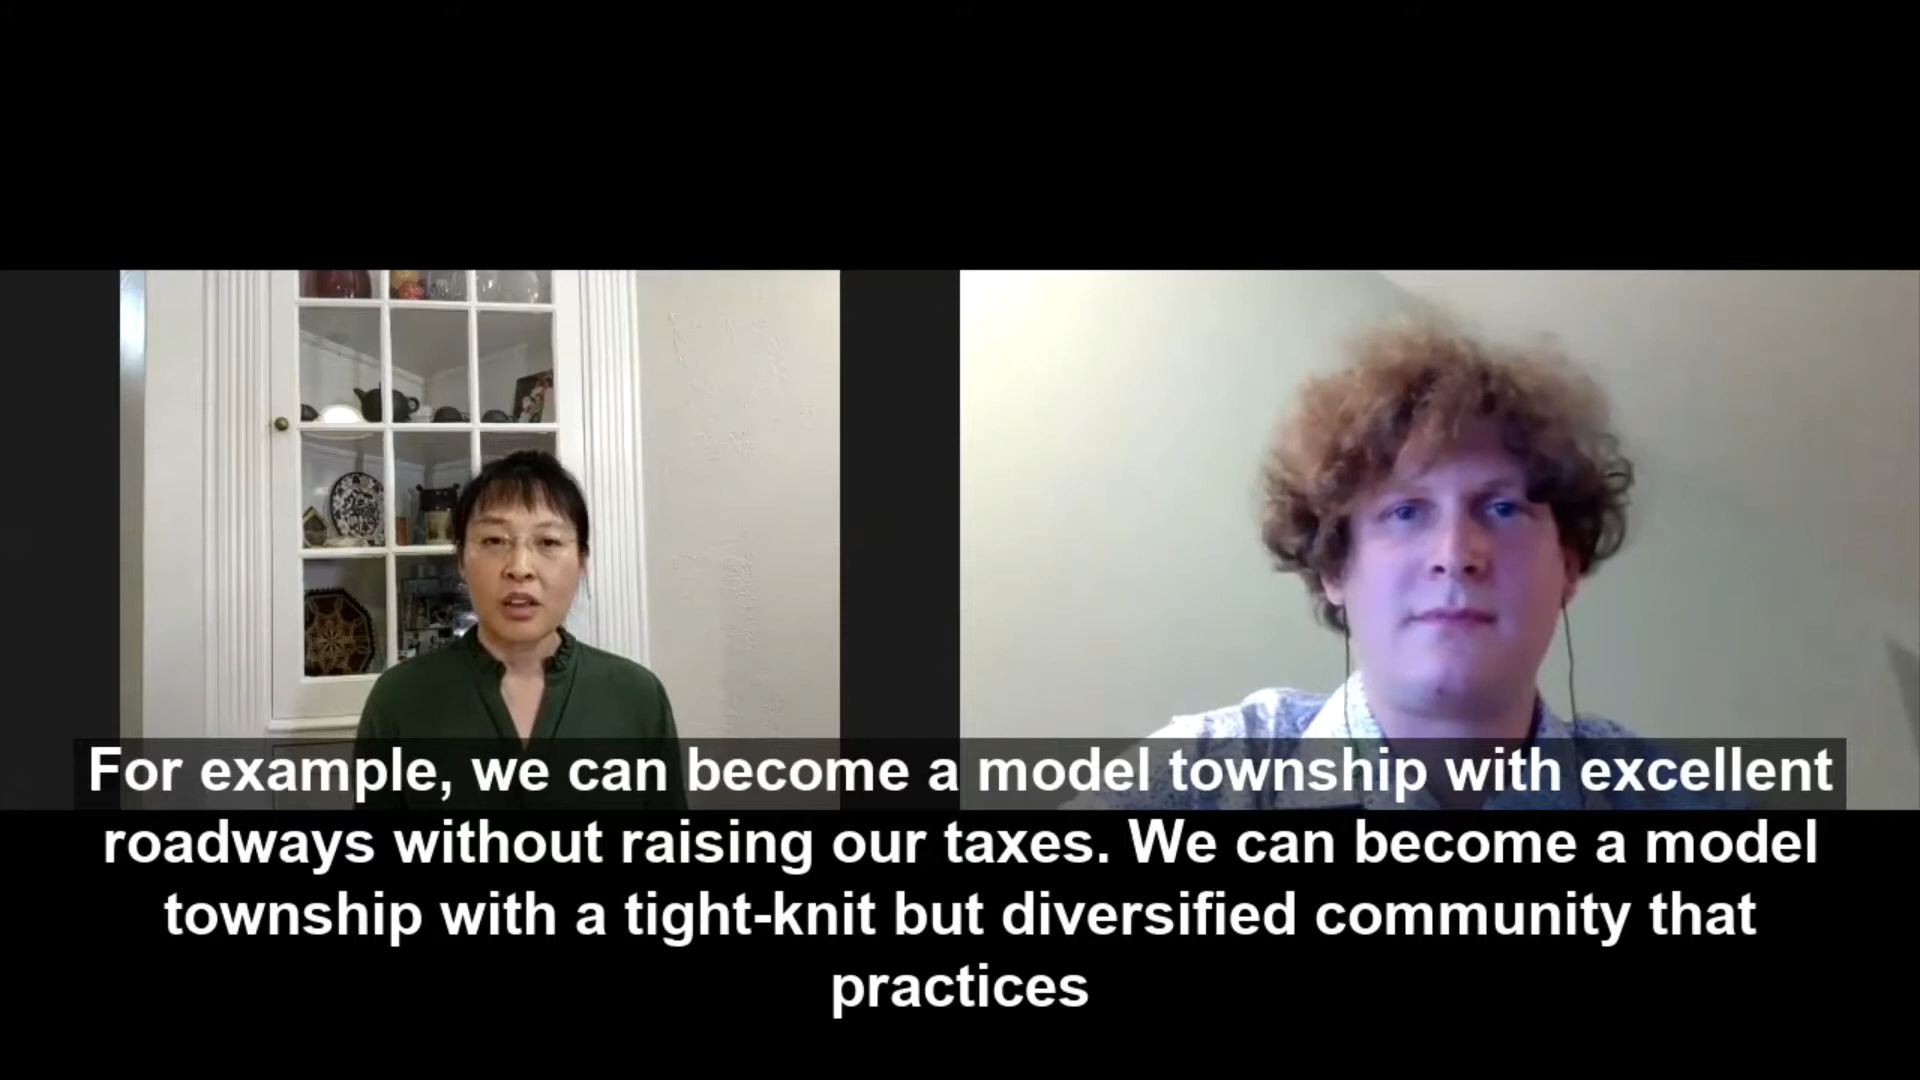 For example, we can become a model township with excellent
roadways without raising our taxes. We can become a model
township with a tight-knit but diversified community that
practices